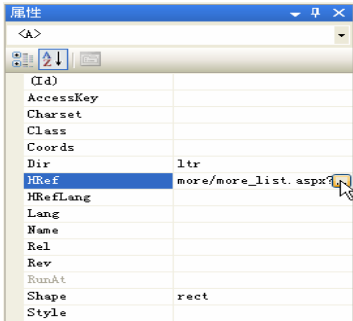 属性
<A>
(Id)
AccessKey
Charset
Class
Coords
Dir ltr
HRef more/more_list.aspx?
HRefLang
Lang
Name
Rel
Rev
RunAt
Shape rect
Style